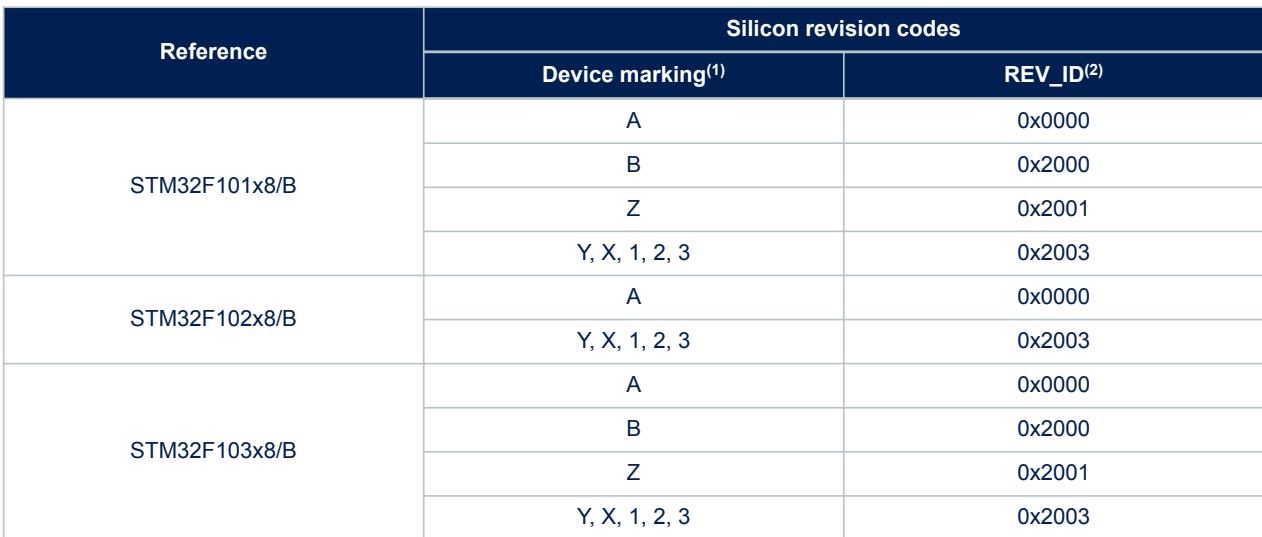 Reference
Silicon revision codes
Device marking(1)
REV_ID(2)
STM32F101x8/B
A 0x0000
B 0x2000
Z 0x2001
Y, X, 1, 2, 3 0x2003
STM32F102x8/B
A 0x0000
Y, X, 1, 2, 3 0x2003
STM32F103x8/B
A 0x0000
B 0x2000
Z 0x2001
Y, X, 1, 2, 3 0x2003